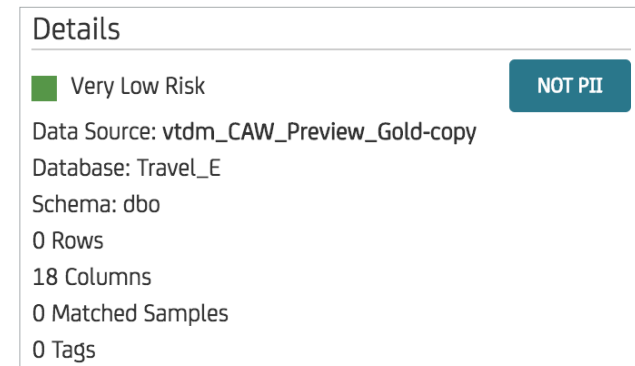 Details
Very Low Risk
NOT PII
Data Source: vtdm_CAW_Preview_Gold-copy
Database: Travel_E
Schema: dbo
0 Rows
18 Columns
0 Matched Samples
0 Tags